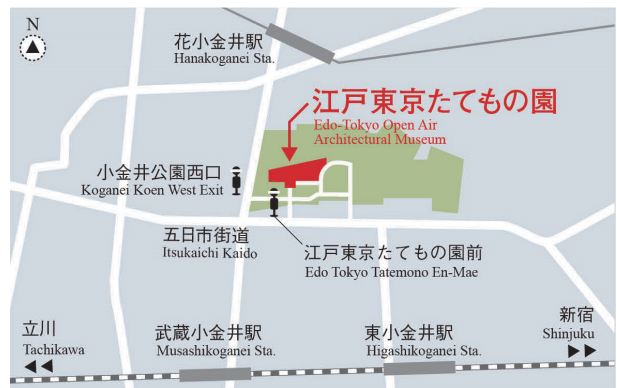 N
花小金井駅
Hanakoganei Sta.
江戸東京たてもの園
Edo-Tokyo Open Air
Architectural Museum
小金井公園西口
Koganei Koen West Exit
五日市街道
Itsukaichi Kaido
江戸東京たてもの園前
Edo Tokyo Tatemono En-Mae
立川
Tachikawa
武蔵小金井駅
Musashikoganei Sta.
東小金井駅
Higashikoganei Sta.
新宿
Shinjuku